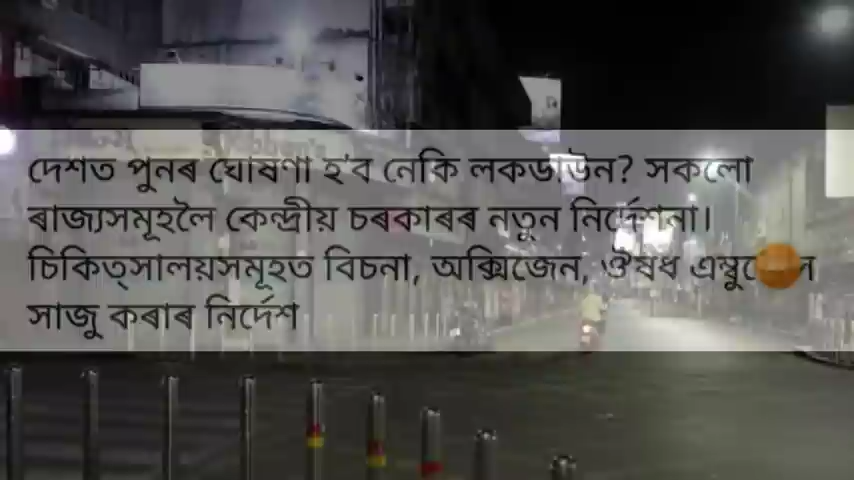 দেশত পুনৰ ঘোষণা হ'ব নেকি লকডাউন? সকলো
ৰাজ্যসমূহলৈ কেন্দ্ৰীয় চৰকাৰৰ নতুন নিৰ্দেশনা।
চিকিত্সালয়সমূহত বিচনা, অক্সিজেন, ঔষধ
সাজু কৰাৰ নিৰ্দেশ